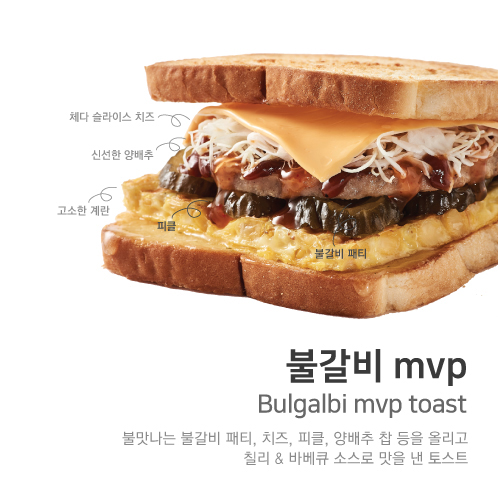 체다 슬라이스 치즈
신선한 양배추
고소한 계란
피클
불갈비 패티
불갈비 mvp
Bulgalbi mvp toast
불맛나는 불갈비 패티, 치즈, 피클, 양배추 찹 등을 올리고
칠리 & 바베큐 소스로 맛을 낸 토스트